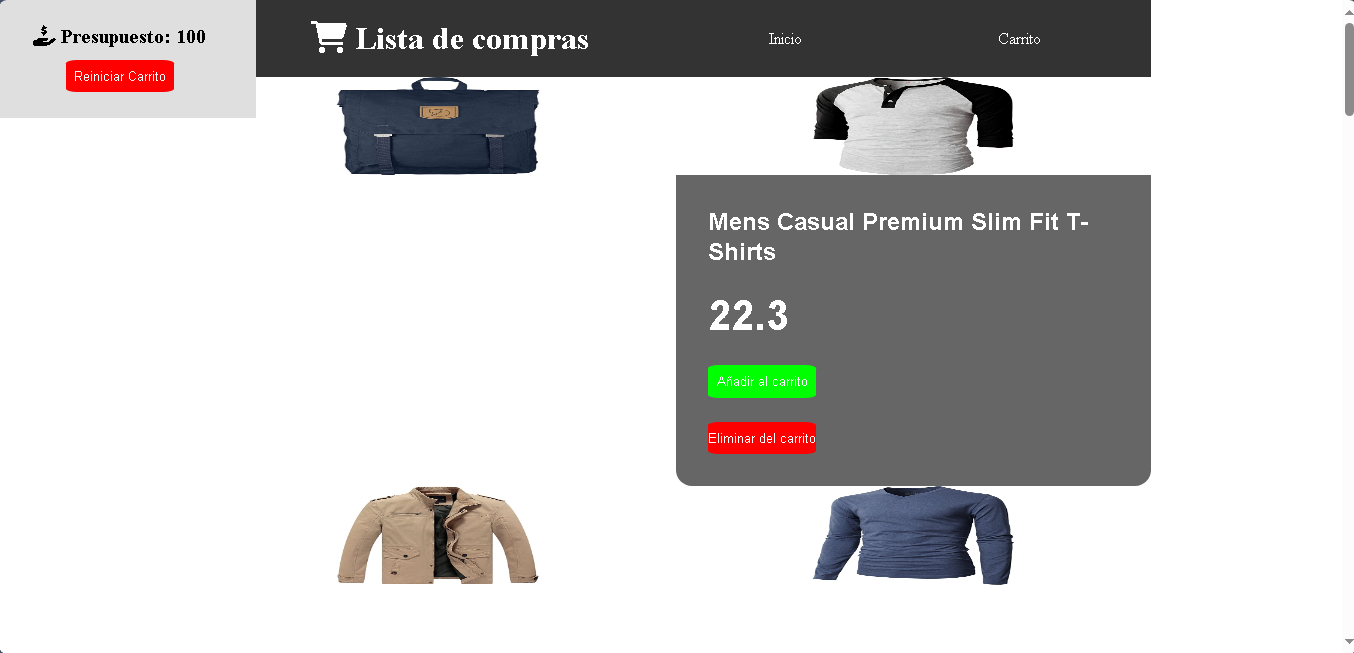 Presupuesto: 100
Reiniciar Carrito
Lista de compras
Inicio
Carrito
Mens Casual Premium Slim Fit T-
Shirts
22.3
Añadir al carrito
Eliminar del carrito